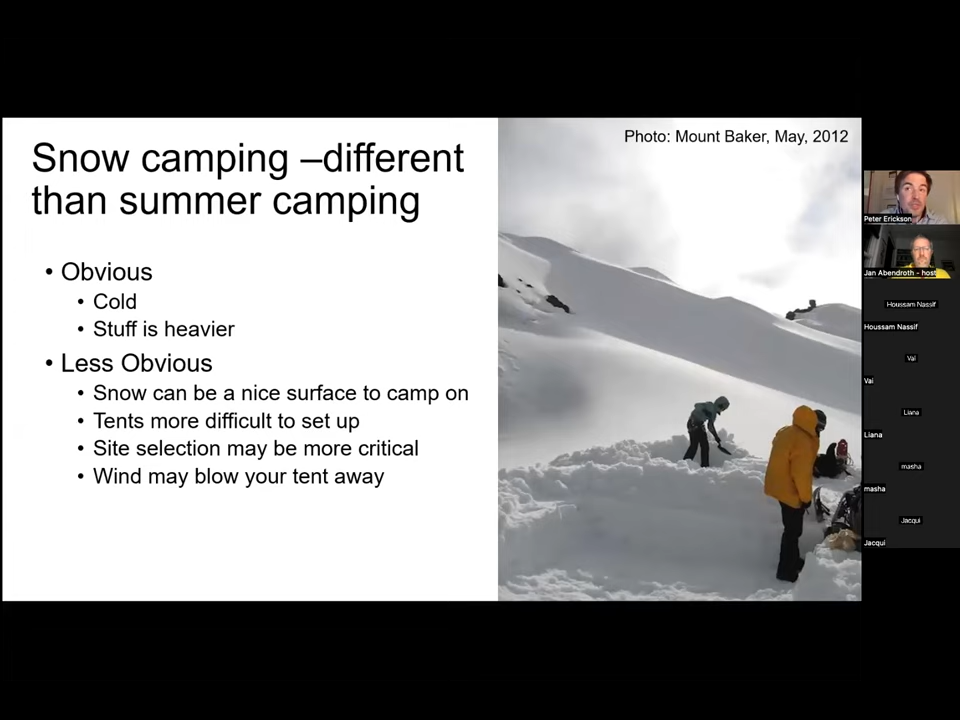 Snow camping –different
than summer camping
• Obvious
• Cold
• Stuff is heavier
• Less Obvious
• Snow can be a nice surface to camp on
• Tents more difficult to set up
• Site selection may be more critical
• Wind may blow your tent away
Photo: Mount Baker, May, 2012
Peter Erickson
Jan Abendroth - host
Houssam Nassif
Houssam Nassif
Vai
Vai
Liana
Liana
masha
masha
Jacqui
Jacqui